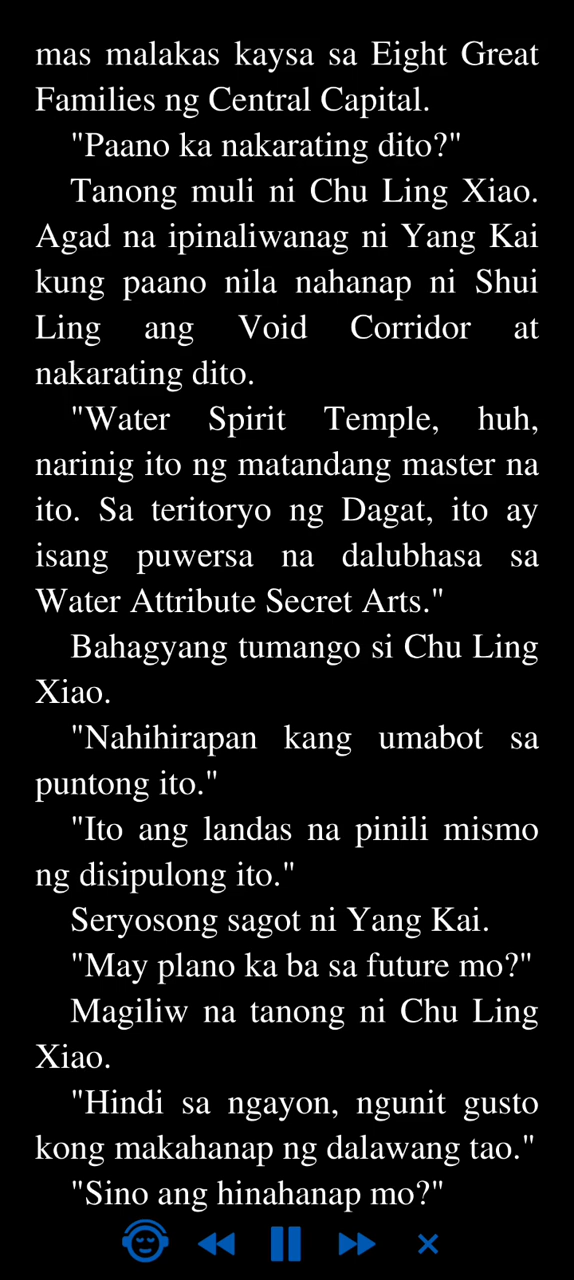 mas malakas kaysa sa Eight Great
Families ng Central Capital.
"Paano ka nakarating dito?"
Tanong muli ni Chu Ling Xiao.
Agad na ipinaliwanag ni Yang Kai
kung paano nila nahanap ni Shui
Ling ang Void Corridor at
nakarating dito.
"Water Spirit Temple, huh,
narinig ito ng matandang master na
ito. Sa teritoryo ng Dagat, ito ay
isang puwersa na dalubhasa sa
Water Attribute Secret Arts."
Bahagyang tumango si Chu Ling
Xiao.
"Nahihirapan kang umabot sa
puntong ito."
"Ito ang landas na pinili mismo
ng disipulong ito."
Seryosong sagot ni Yang Kai.
"May plano ka ba sa future mo?"
Magiliw na tanong ni Chu Ling
Xiao.
"Hindi sa ngayon, ngunit gusto
kong makahanap ng dalawang tao."
"Sino ang hinahanap mo?"